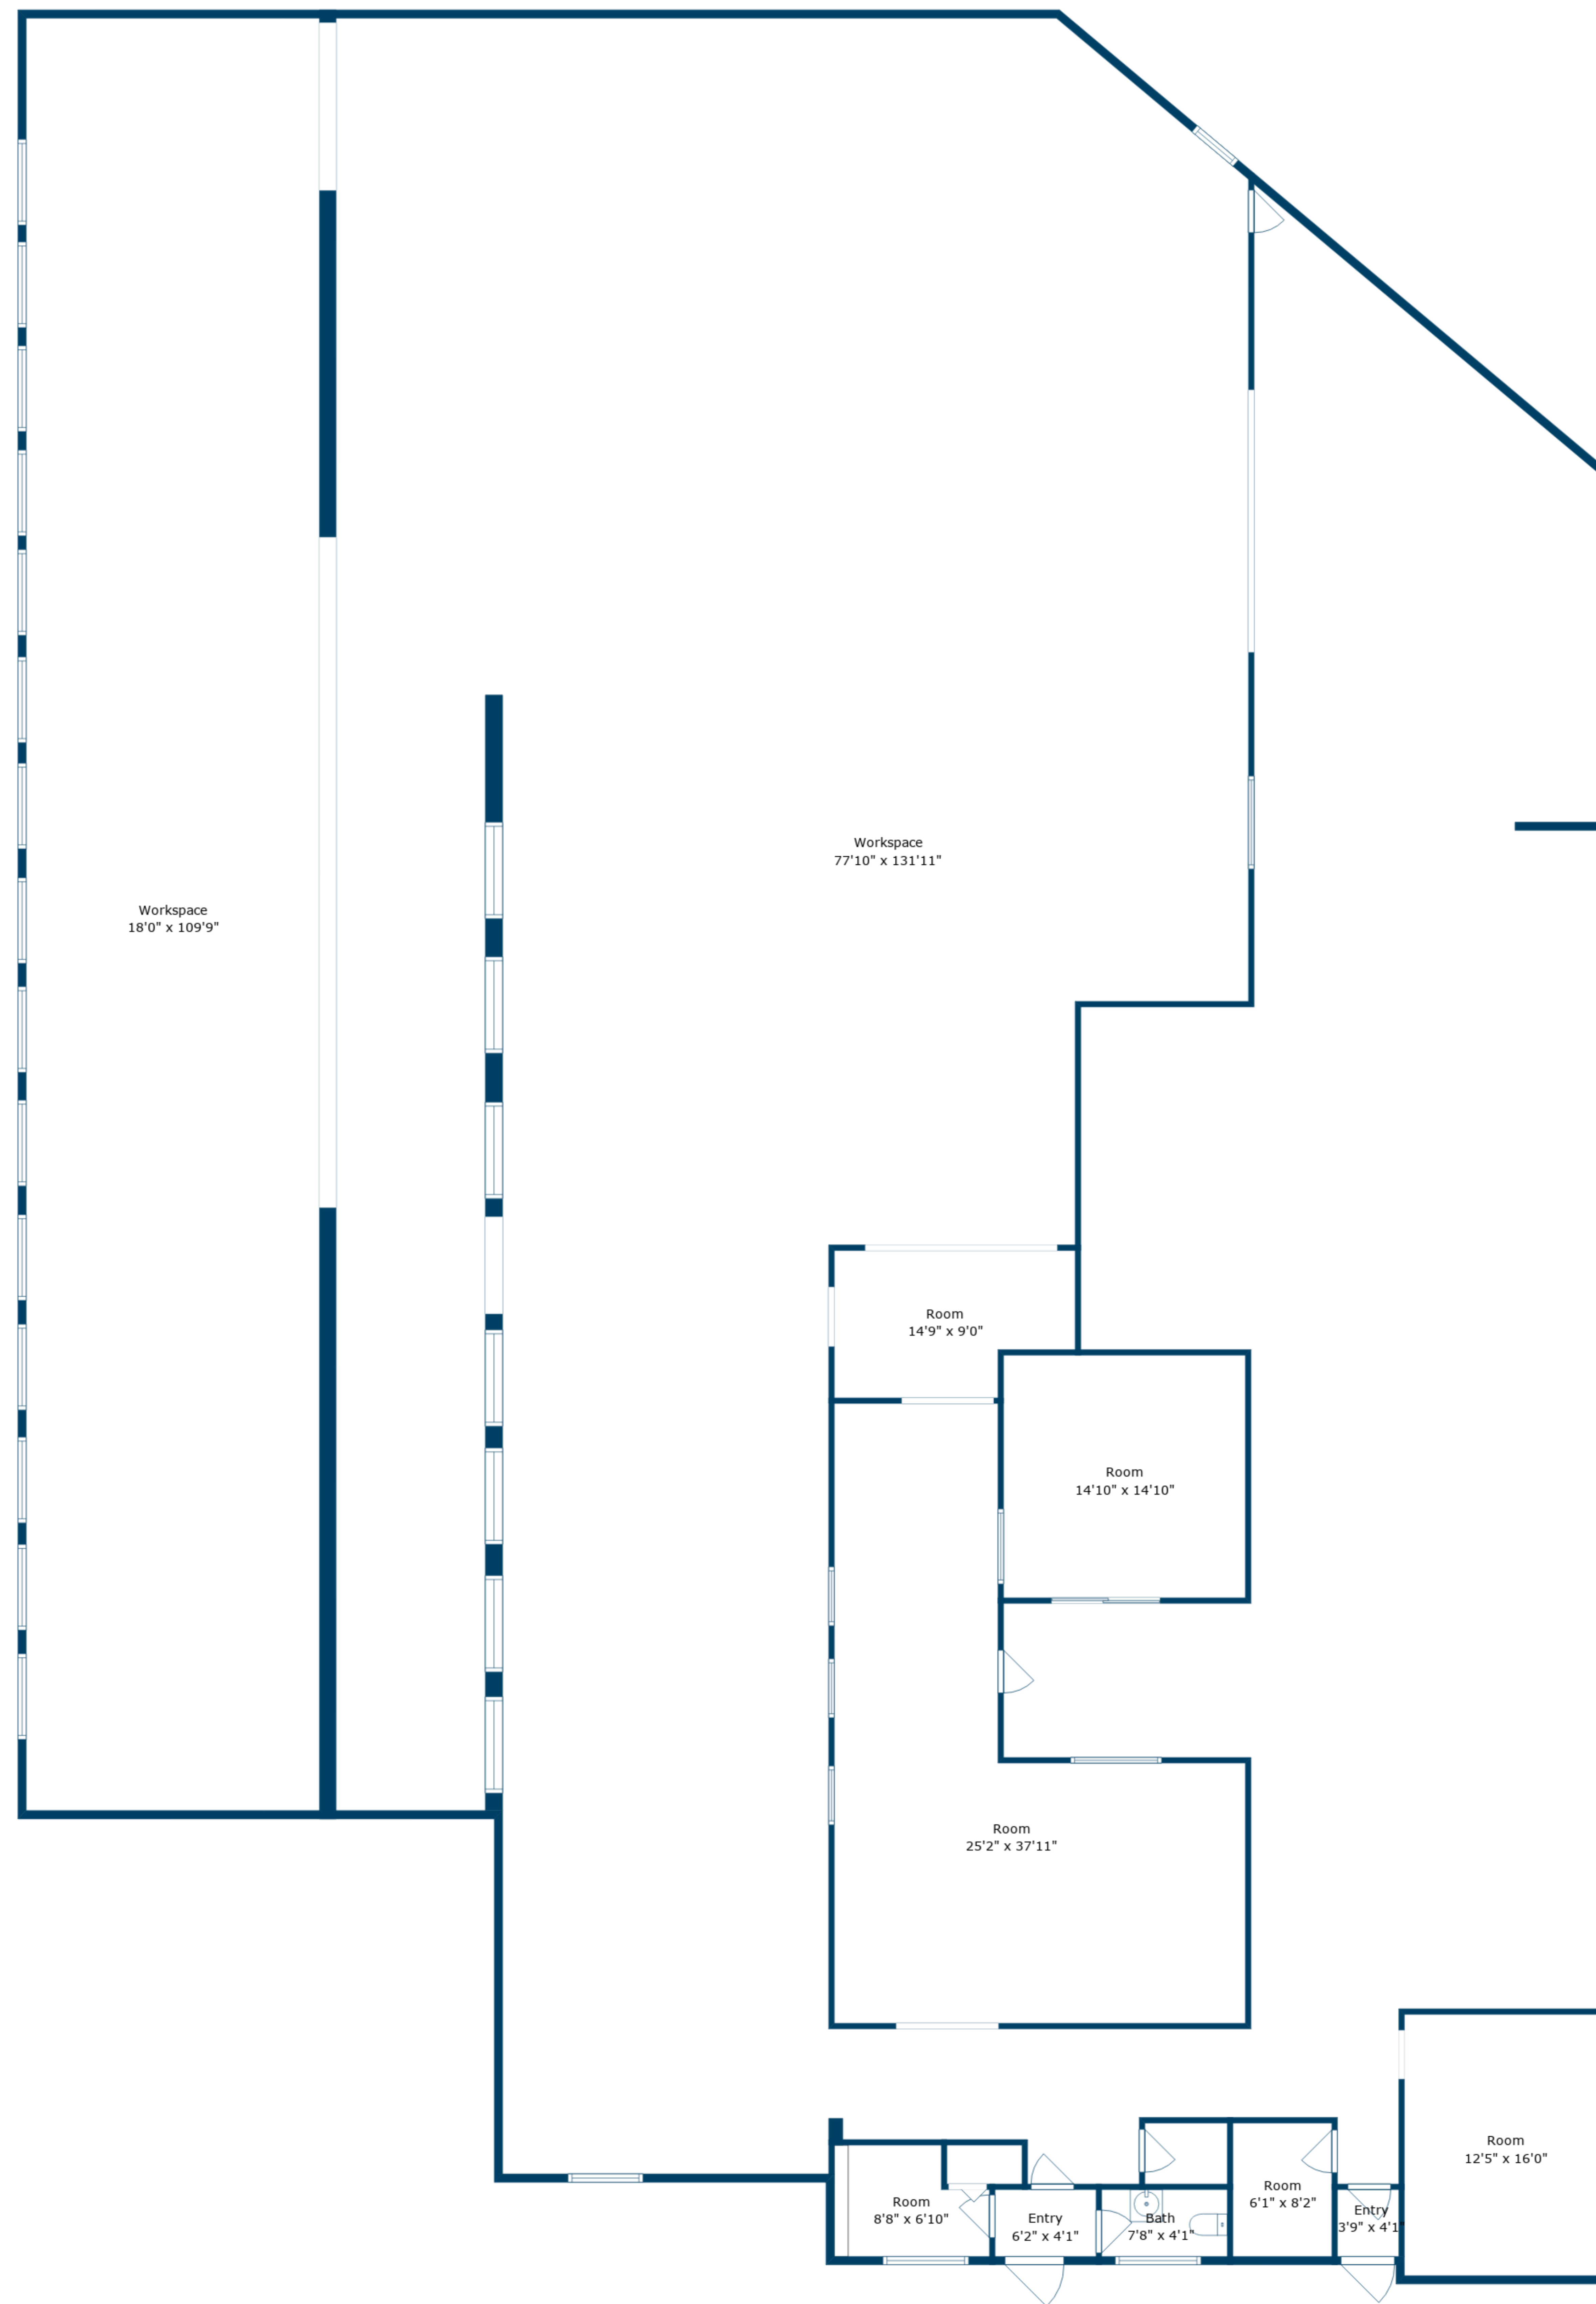 Workspace
77'10" x 131'11"
Workspace
18'0" x 109'9"
Room
14'9" x 9'0"
Room
14'10" x 14'10"
Room
25'2" x 37'11"
Room
12'5" x 16'0"
Room
6'1" x 8'2"
Room
8'8" x 6'10"
Entry
6'2" x 4'1"
Bath
7'8" x 4'1"
Entry
3'9" x 4'1"